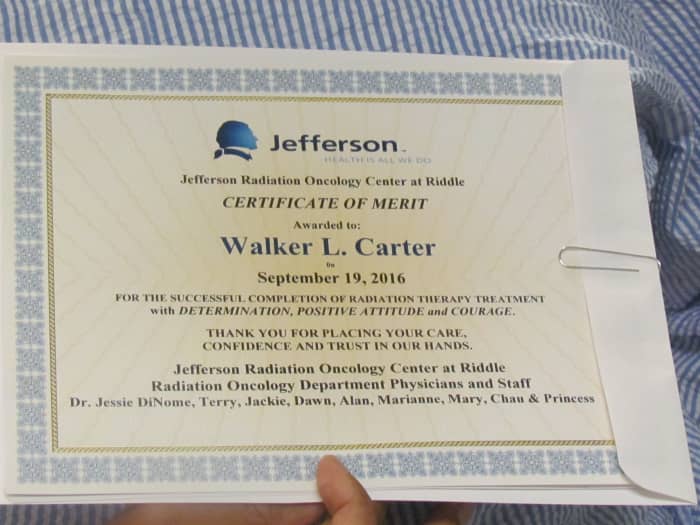 Jefferson™
HEALTH IS ALL WE DO
Jefferson Radiation Oncology Center at Riddle
CERTIFICATE OF MERIT
Awarded to:
Walker L. Carter
On
September 19, 2016
FOR THE SUCCESSFUL COMPLETION OF RADIATION THERAPY TREATMENT
with DETERMINATION, POSITIVE ATTITUDE and COURAGE.
THANK YOU FOR PLACING YOUR CARE,
CONFIDENCE AND TRUST IN OUR HANDS.
Jefferson Radiation Oncology Center at Riddle
Radiation Oncology Department Physicians and Staff
Dr. Jessie DiNome, Terry, Jackie, Dawn, Alan, Marianne, Mary, Chau & Princess